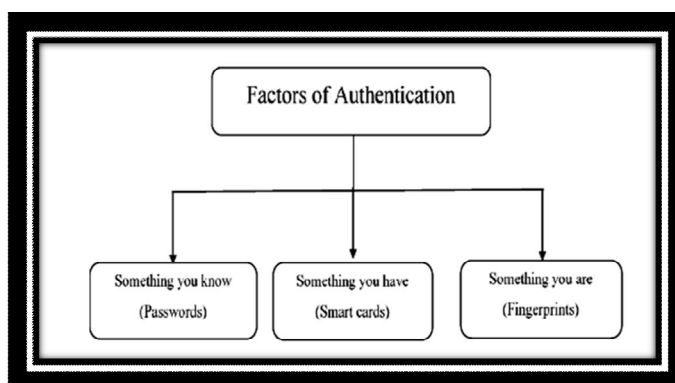 Factors of Authentication
Something you know
(Passwords)
Something you have
(Smart cards)
Something you are
(Fingerprints)